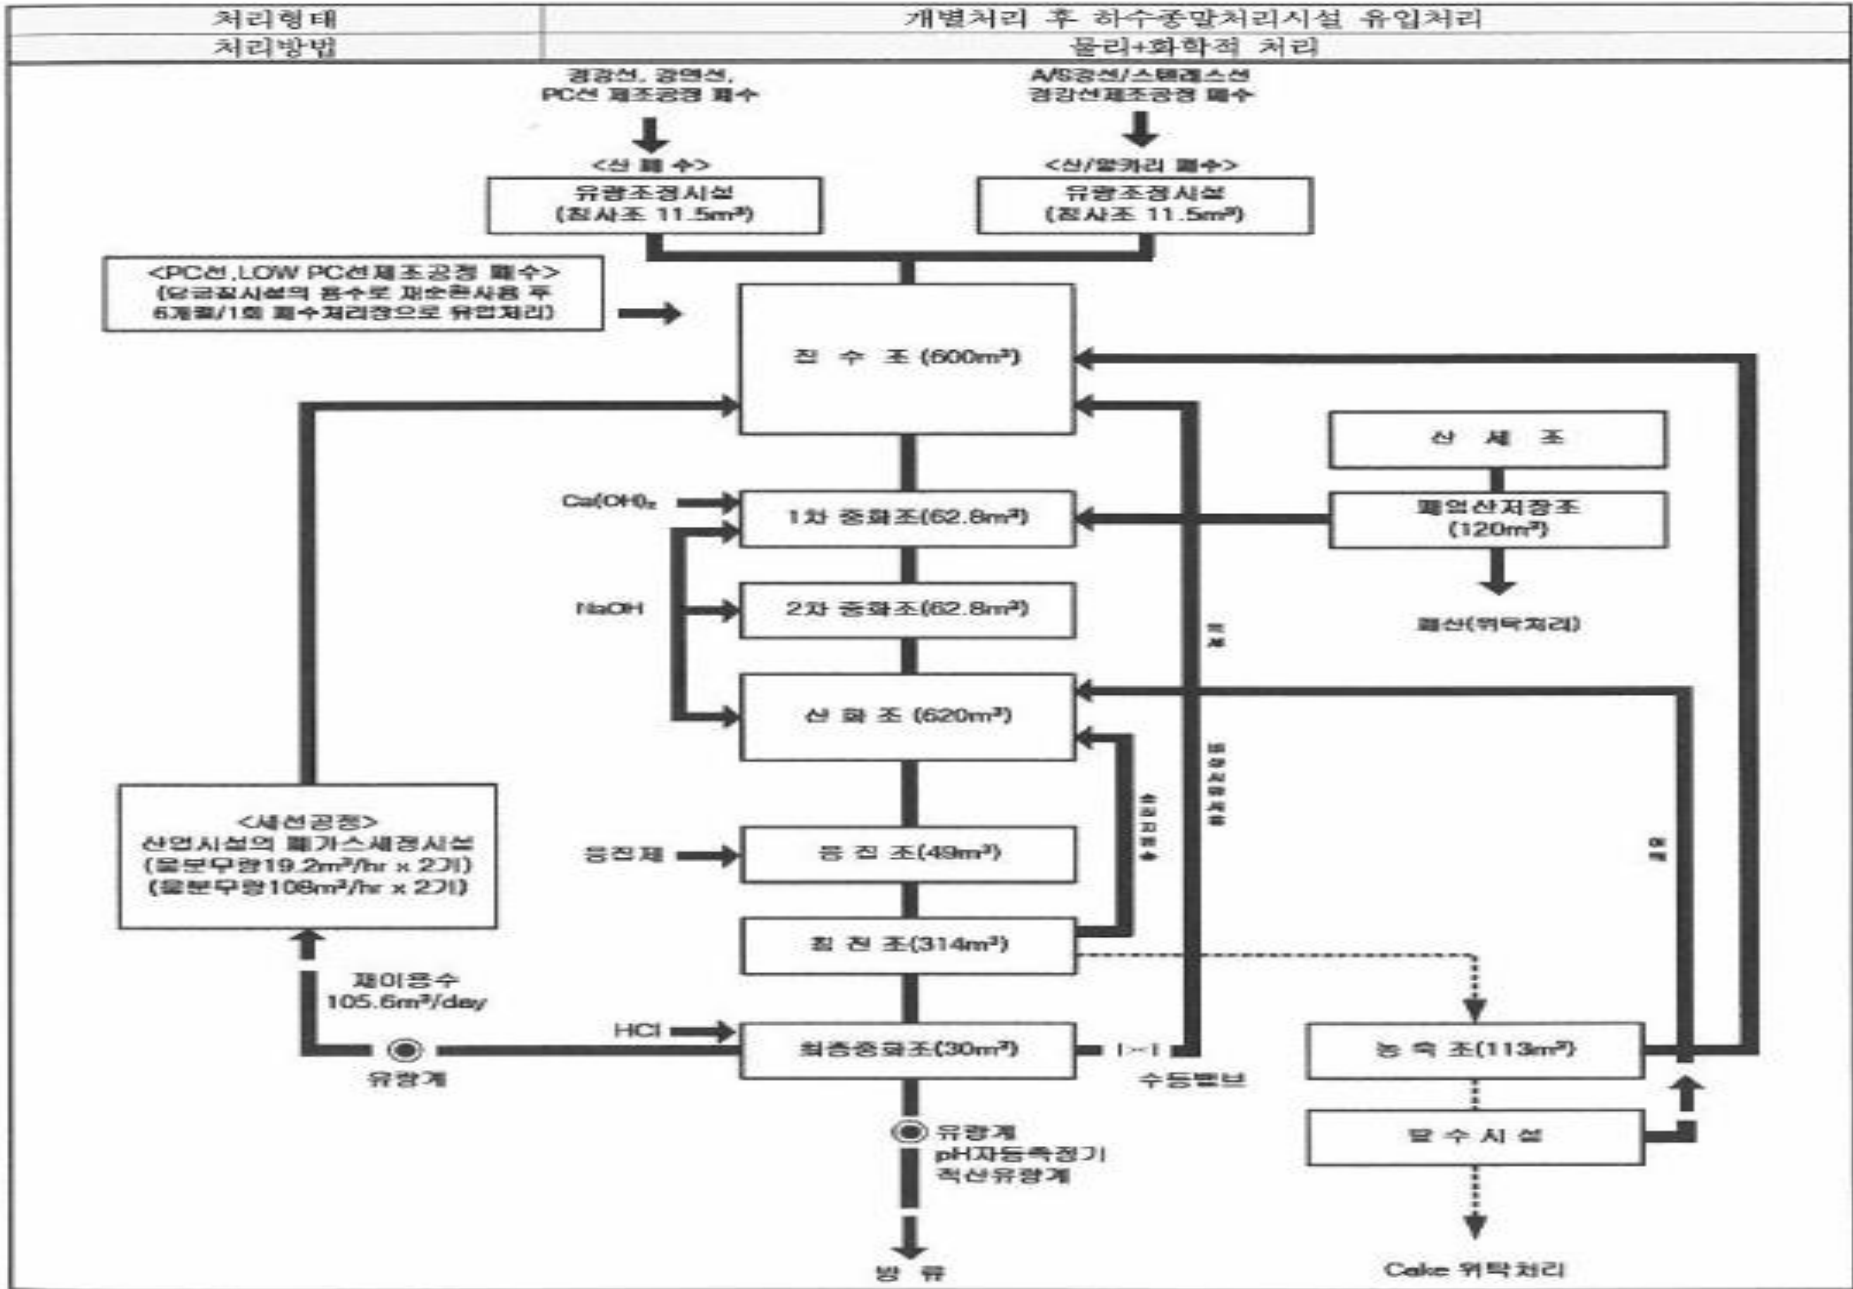 처리형태
개별처리 후 하수종말처리시설 유입처리
처리방법
물리+화학적 처리
경강선, 강연선,
PC선 제조공정 폐수
A/S강선/스텐레스선
경강선제조공정 폐수
<산 폐 수>
<산/알카리 폐수>
유량조정시설
(침사조 11.5m³)
유량조정시설
(침사조 11.5m³)
<PC선,LOW PC선제조공정 폐수>
(담금질시설의 용수로 재순환사용 후
6개월/1회 폐수처리장으로 유입처리)
집 수 조 (600m³)
산 세 조
Ca(OH)₂
1차 중화조(62.8m³)
폐염산저장조
(120m³)
NaOH
2차 중화조(62.8m³)
폐산(위탁처리)
산 화 조 (620m³)
<세선공정>
산업시설의 폐가스세정시설
(물분무량19.2m³/hr x 2기)
(물분무량108m³/hr x 2기)
응집제
응 집 조(49m³)
침 전 조(314m³)
재이용수
105.6m³/day
HCl
최종중화조(30m³)
농 축 조(113m³)
유량계
수동밸브
탈 수 시 설
유량계
pH자동측정기
적산유량계
방 류
Cake 위탁처리